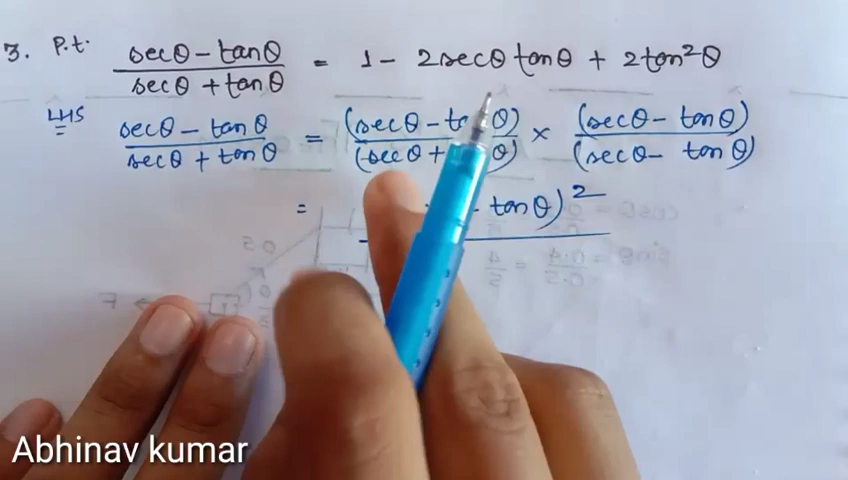 3. P.t. secθ - tanθ / secθ + tanθ = 1 - 2secθ tanθ + 2tan²θ
LHS secθ - tanθ / secθ + tanθ = (secθ - θ) / (secθ + θ) × (secθ - tanθ) / (secθ - tanθ)
= - tanθ)²
Abhinav kumar